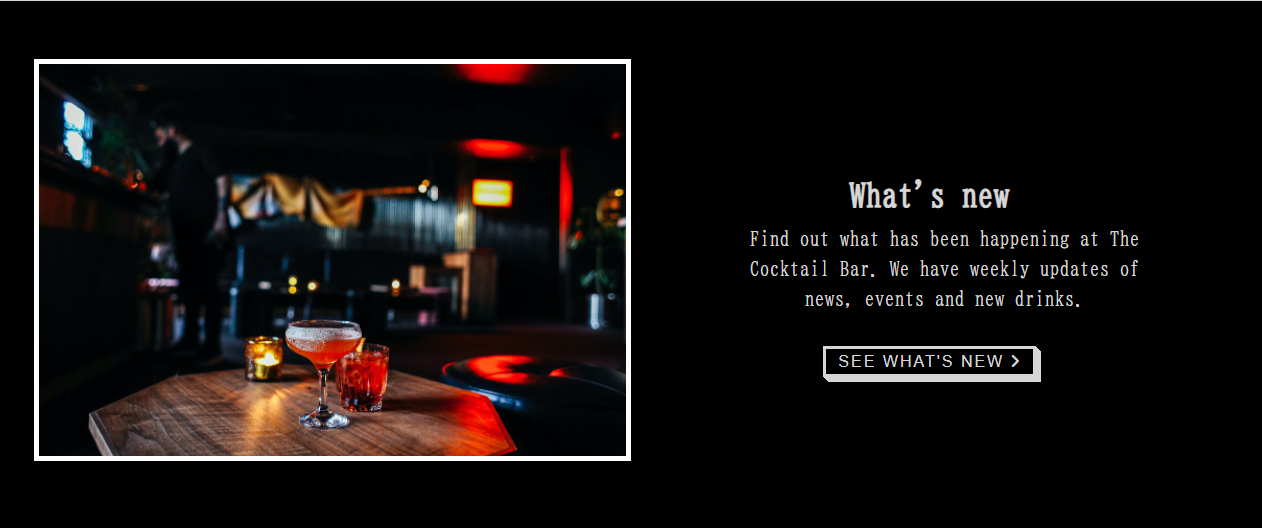 What’s new
Find out what has been happening at The
Cocktail Bar. We have weekly updates of
news, events and new drinks.
SEE WHAT'S NEW >